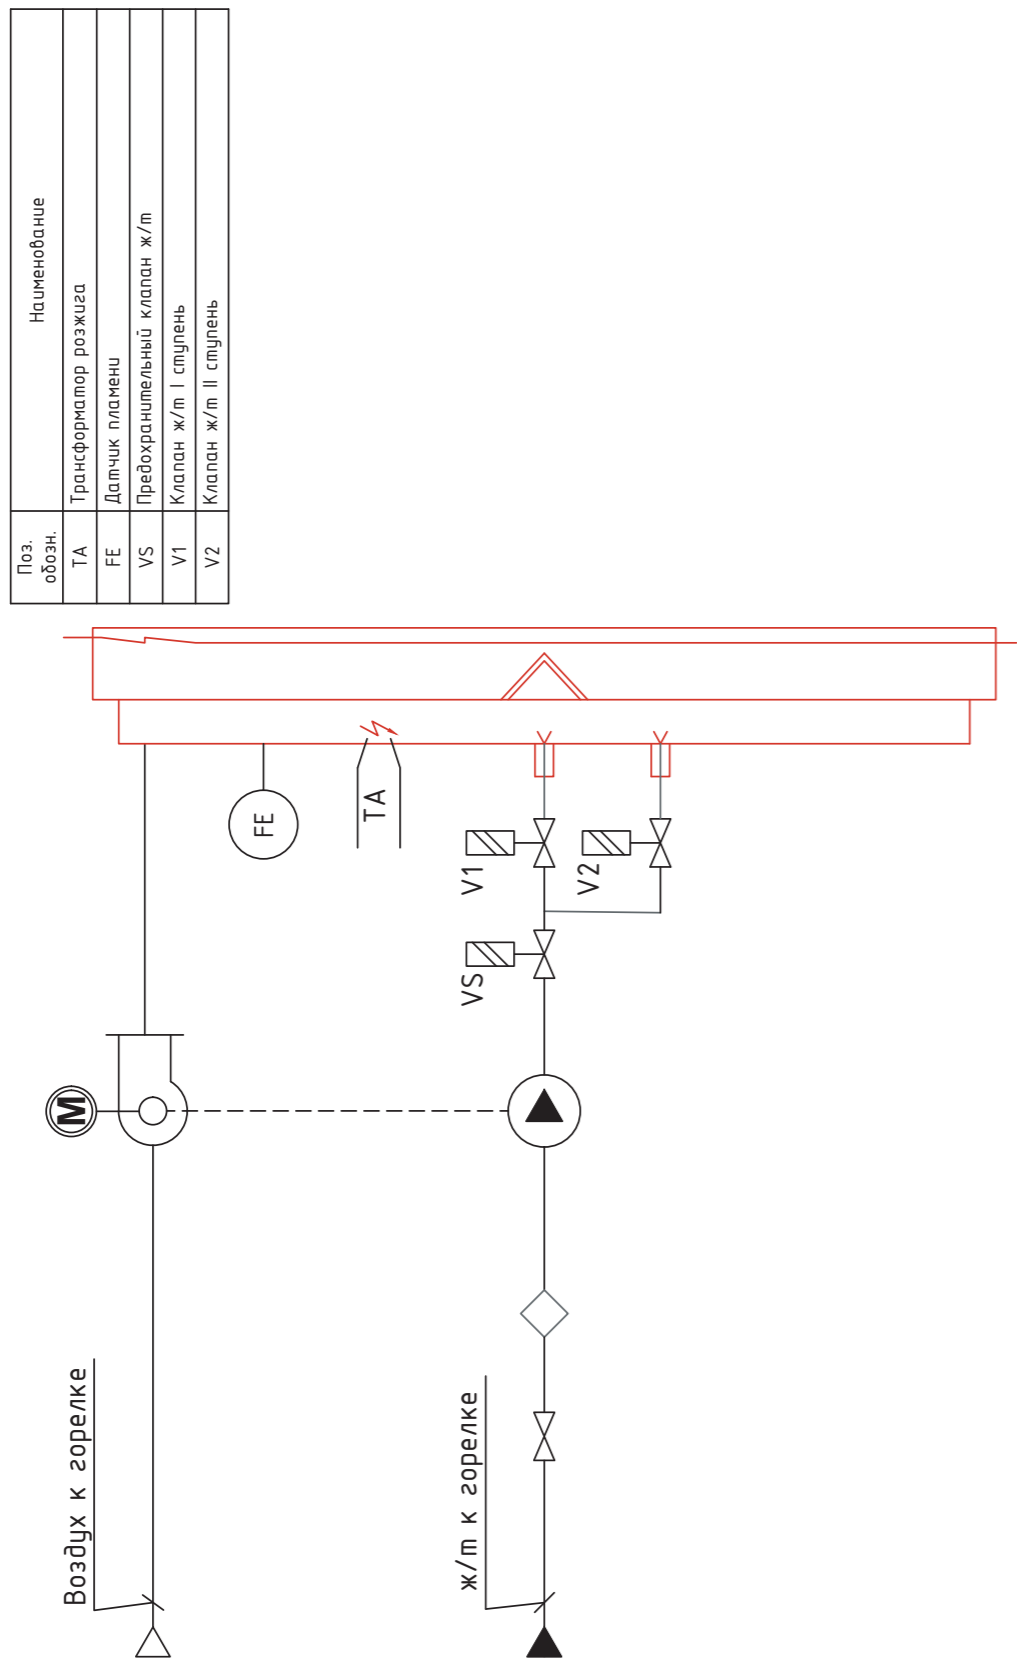 Поз.
обозн.
Наименование
TA
Трансформатор розжига
FE
Датчик пламени
VS
Предохранительный клапан ж/т
V1
Клапан ж/т I ступень
V2
Клапан ж/т II ступень
Воздух к горелке
M
FE
TA
ж/т к горелке
VS
V1
V2